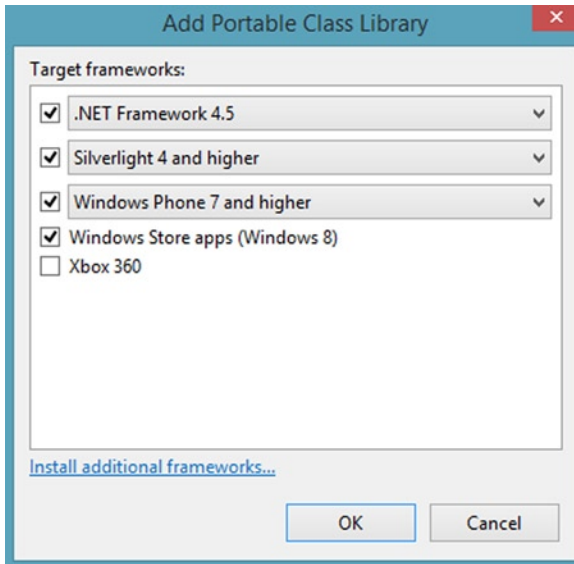 Add Portable Class Library
Target frameworks:
.NET Framework 4.5
Silverlight 4 and higher
Windows Phone 7 and higher
Windows Store apps (Windows 8)
Xbox 360
Install additional frameworks...
OK
Cancel